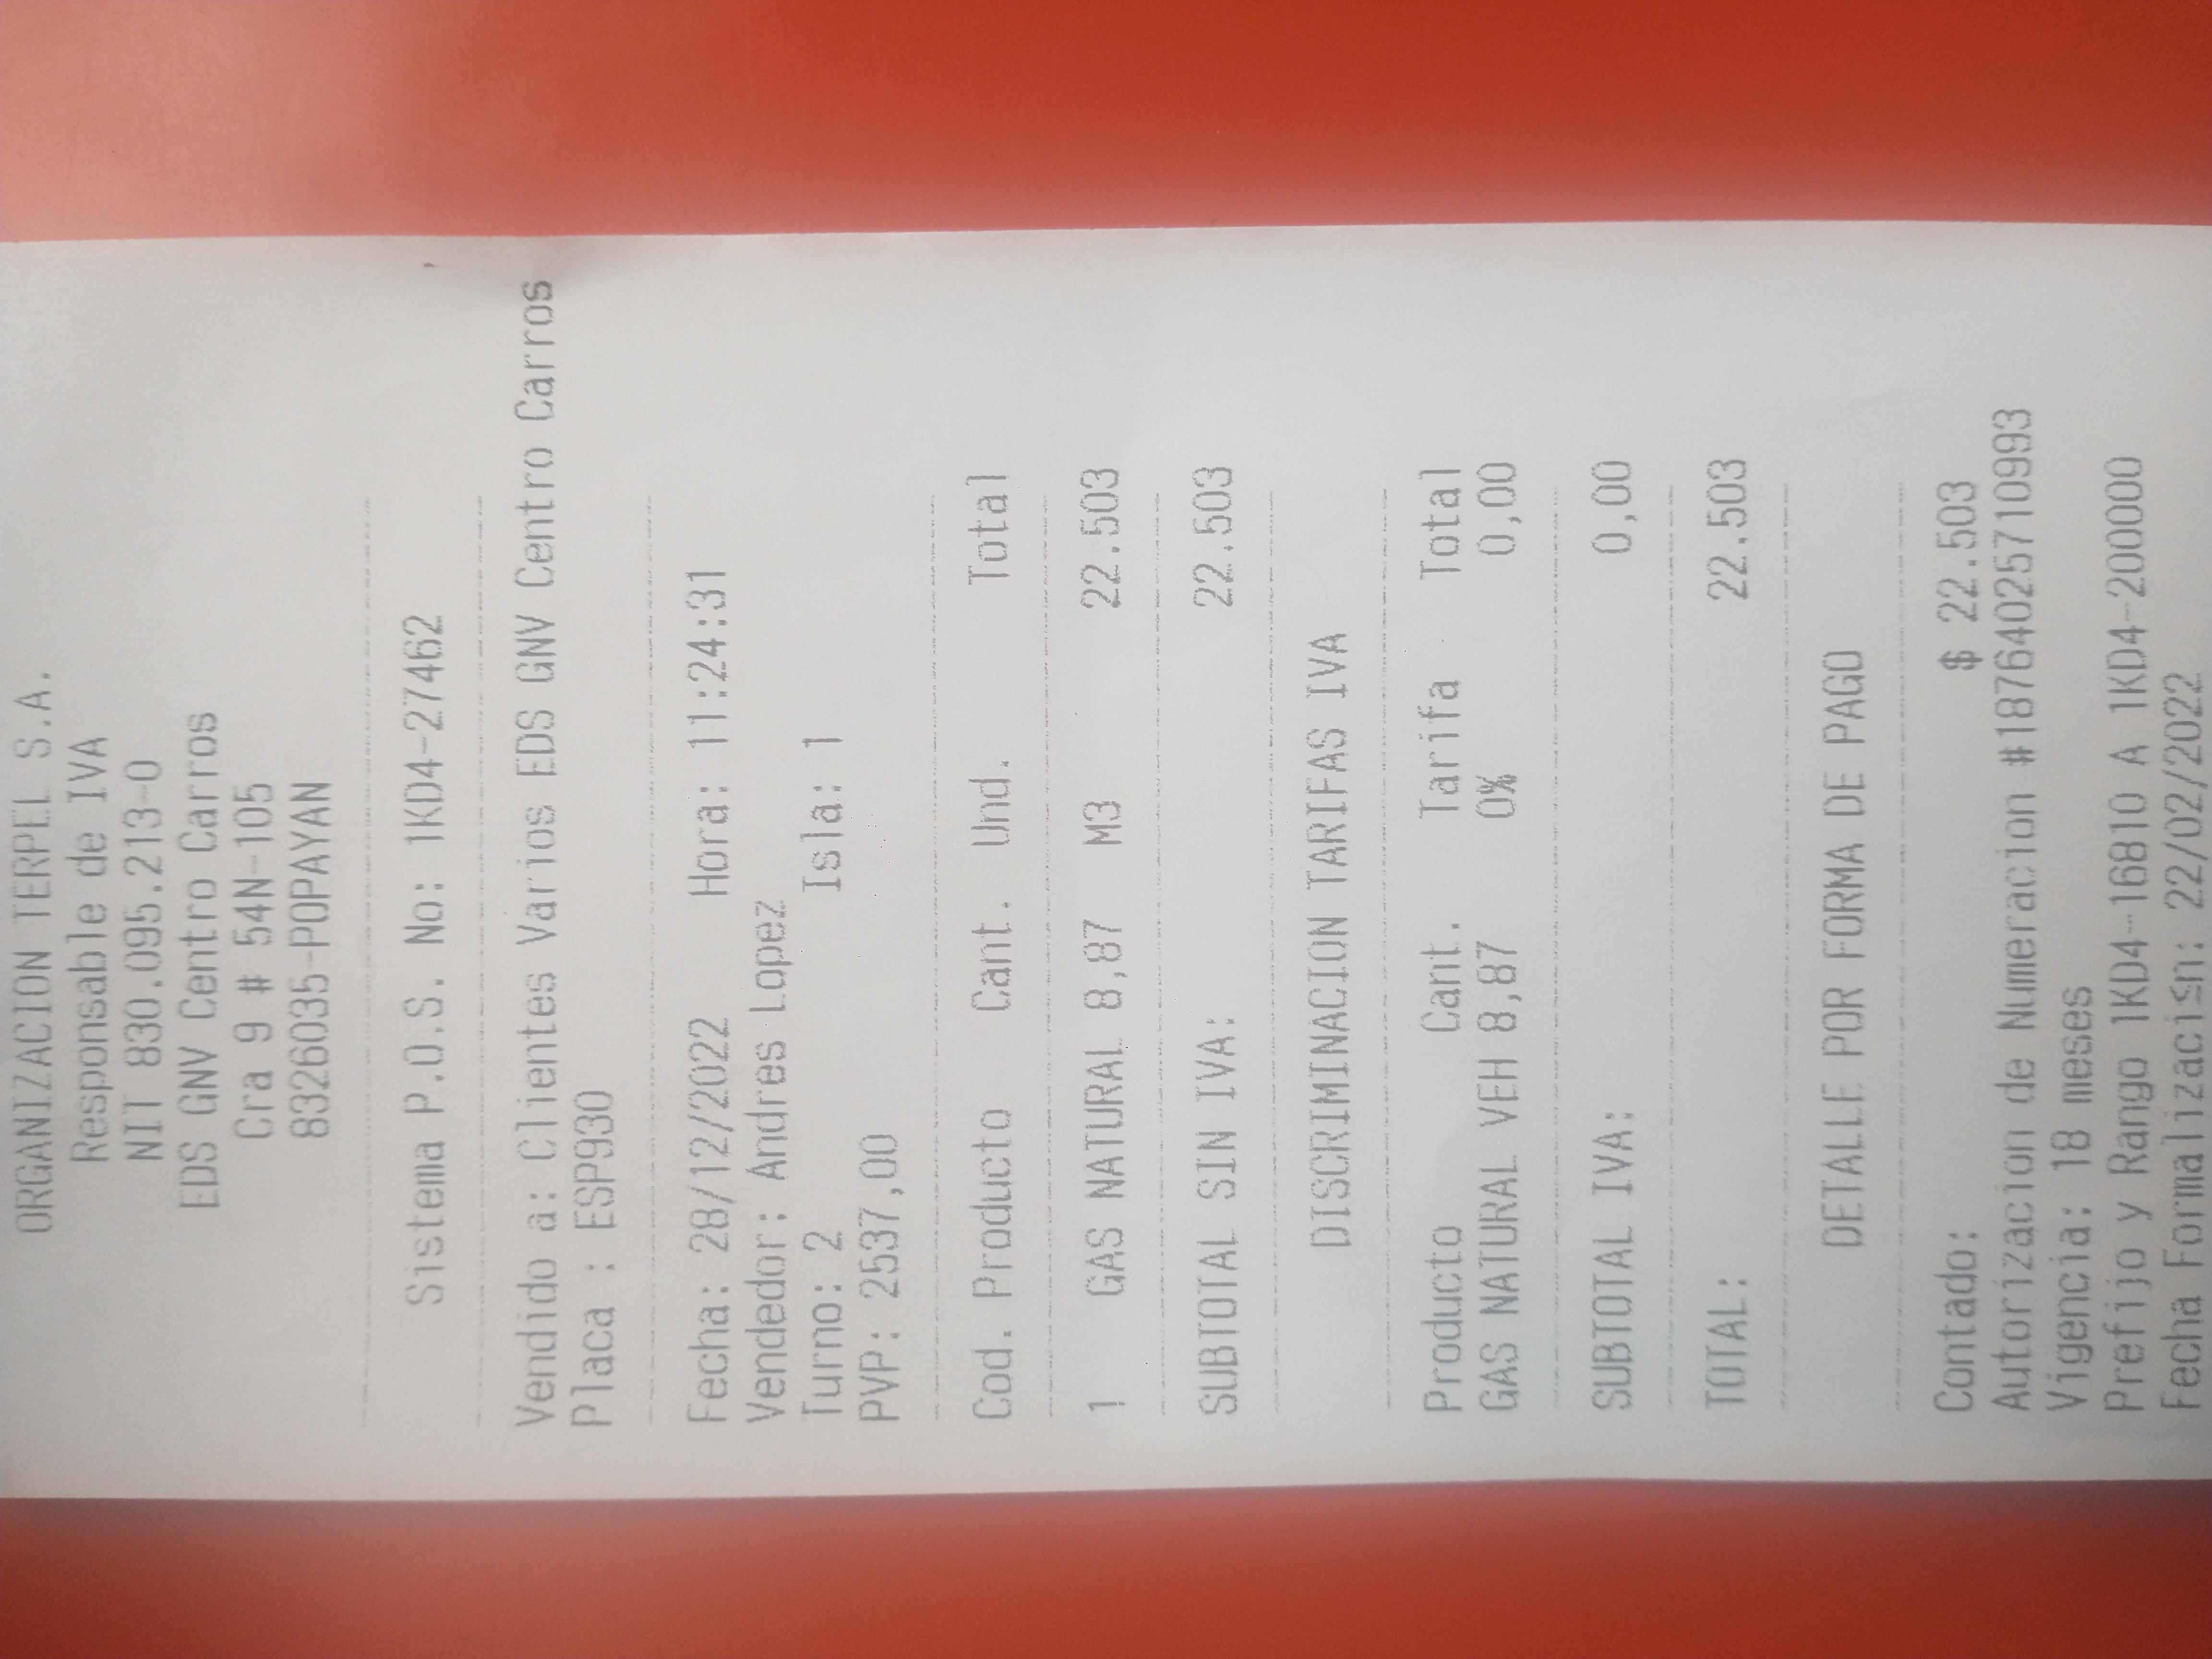 ORGANIZACION TERPEL S.A.
Responsable de IVA
NIT 830.095.213-0
EDS GNV Centro Carros
Cra 9 # 54N-105
8326035-POPAYAN
Sistema P.O.S. No: 1KD4-27462
Vendido a: Clientes Varios EDS GNV Centro Carros
Placa : ESP930
Fecha: 28/12/2022 Hora: 11:24:31
Vendedor: Andres Lopez
Turno: 2 Isla: 1
PVP: 2537,00
Cod. Producto Cant. Und. Total
1 GAS NATURAL 8,87 M3 22.503
SUBTOTAL SIN IVA: 22.503
DISCRIMINACION TARIFAS IVA
Producto Cant. Tarifa Total
GAS NATURAL VEH 8,87 0% 0,00
SUBTOTAL IVA: 0,00
TOTAL: 22.503
DETALLE POR FORMA DE PAGO
Contado: $ 22.503
Autorizacion de Numeracion #18764025710993
Vigencia: 18 meses
Prefijo y Rango 1KD4-16810 A 1KD4-200000
Fecha Formalizaci≤n: 22/02/2022